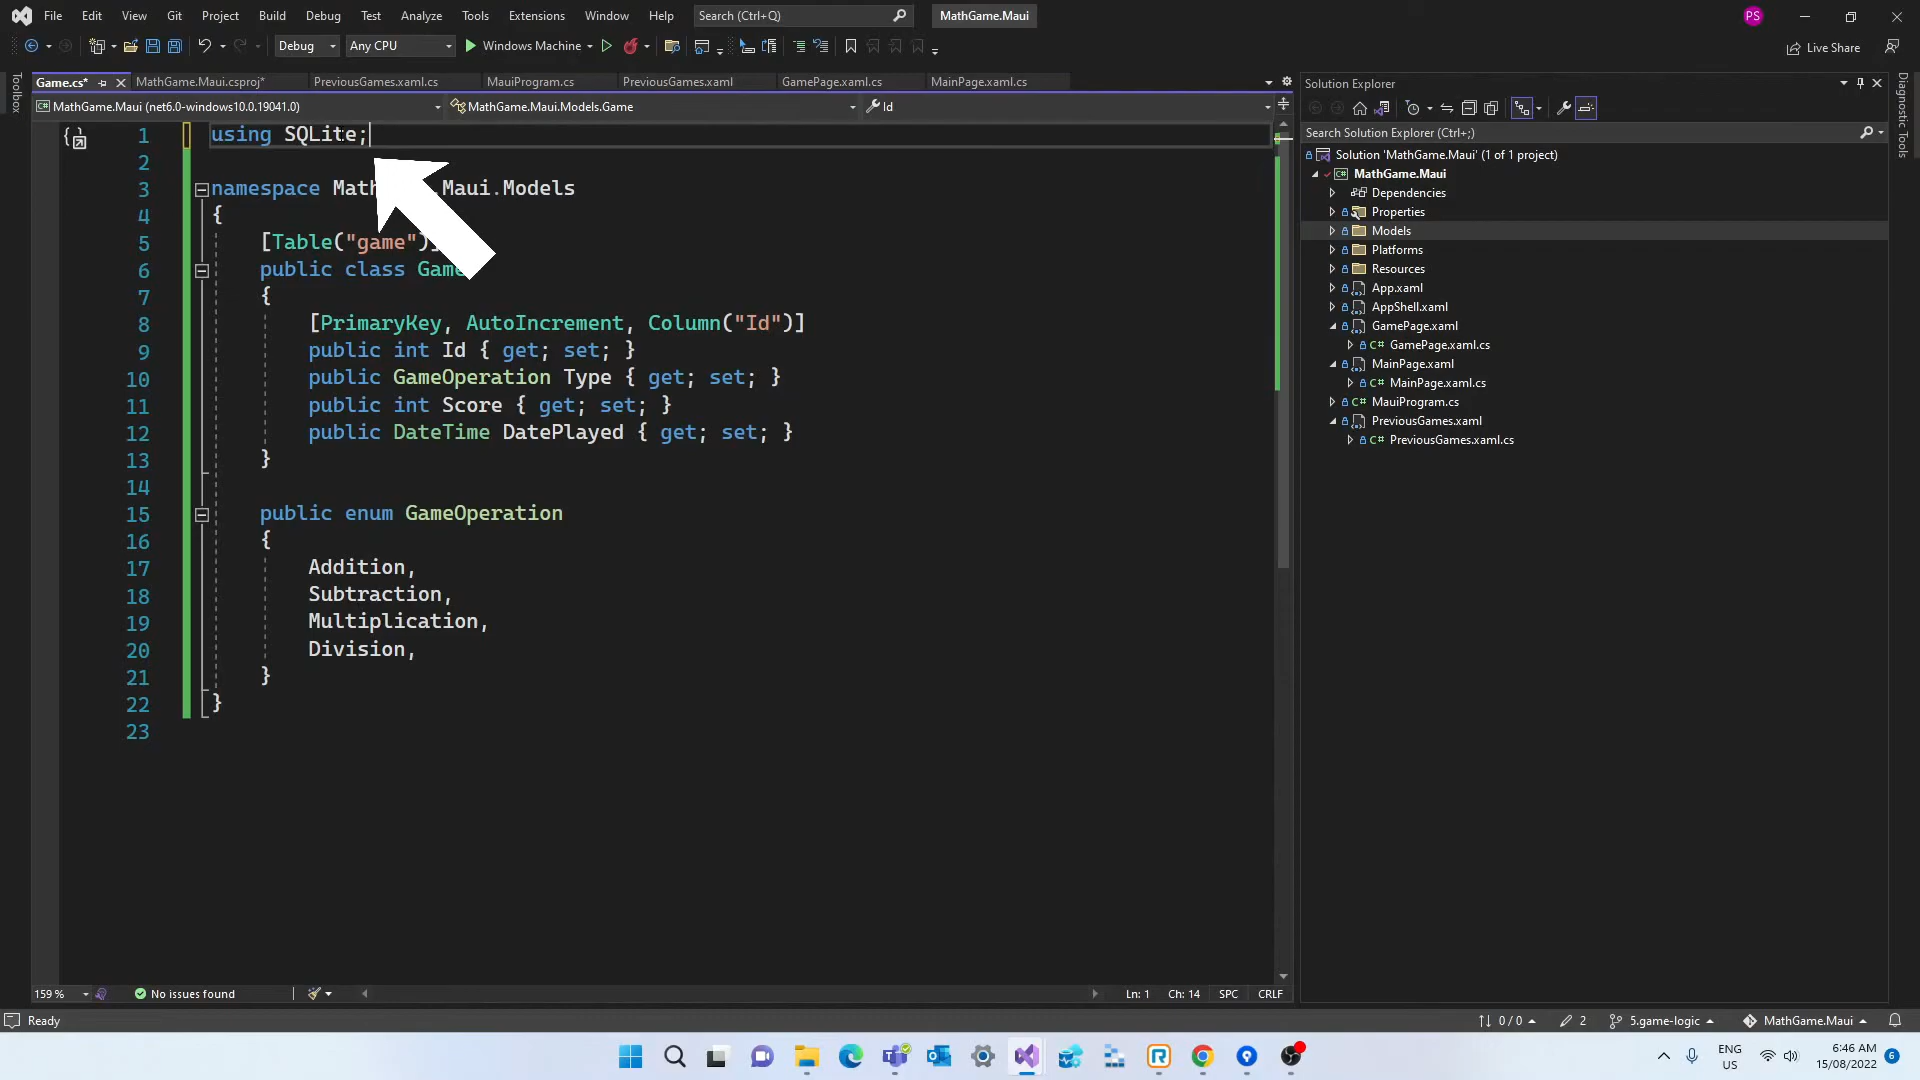 File Edit View Git Project Build Debug Test Analyze Tools Extensions Window Help Search (Ctrl+Q) MathGame.Maui PS
Debug Any CPU Windows Machine Live Share
Game.cs* MathGame.Maui.csproj* PreviousGames.xaml.cs MauiProgram.cs PreviousGames.xaml GamePage.xaml.cs MainPage.xaml.cs
MathGame.Maui (net6.0-windows10.0.19041.0) MathGame.Maui.Models.Game Id
Toolbox
1 using SQLite;
2
3 namespace Math .Maui.Models
4 {
5 [Table("game")]
6 public class Game
7 {
8 [PrimaryKey, AutoIncrement, Column("Id")]
9 public int Id { get; set; }
10 public GameOperation Type { get; set; }
11 public int Score { get; set; }
12 public DateTime DatePlayed { get; set; }
13 }
14
15 public enum GameOperation
16 {
17 Addition,
18 Subtraction,
19 Multiplication,
20 Division,
21 }
22 }
23
159 % No issues found Ln: 1 Ch: 14 SPC CRLF
Solution Explorer
Search Solution Explorer (Ctrl+;)
Solution 'MathGame.Maui' (1 of 1 project)
MathGame.Maui
Dependencies
Properties
Models
Platforms
Resources
App.xaml
AppShell.xaml
GamePage.xaml
C# GamePage.xaml.cs
MainPage.xaml
C# MainPage.xaml.cs
C# MauiProgram.cs
PreviousGames.xaml
C# PreviousGames.xaml.cs
Diagnostic Tools
Ready 0 / 0 2 5.game-logic MathGame.Maui
ENG
US
6:46 AM
15/08/2022
6